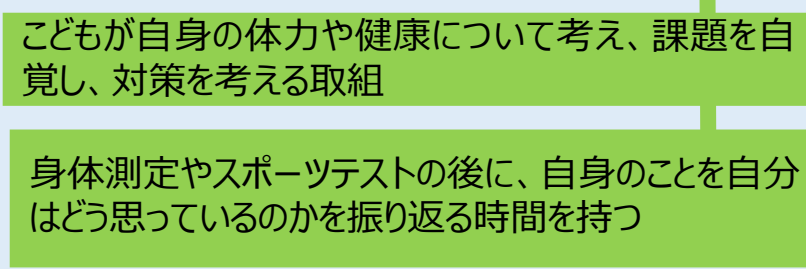 こどもが自身の体力や健康について考え、課題を自
覚し、対策を考える取組
身体測定やスポーツテストの後に、自身のことを自分
はどう思っているのかを振り返る時間を持つ